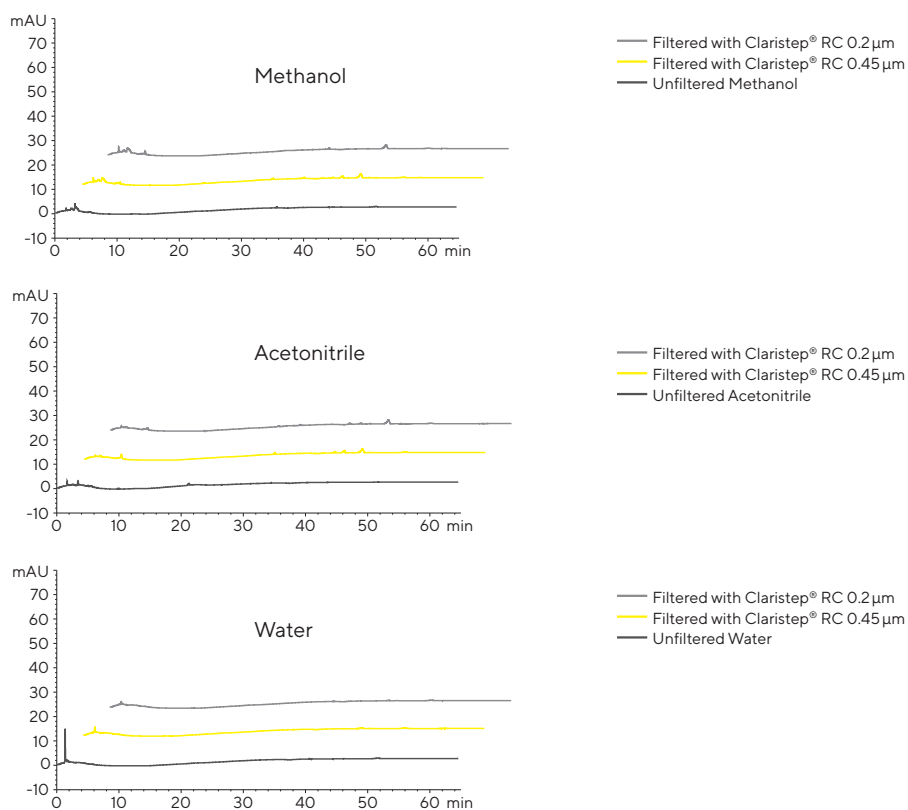 mAU
70
60
50
40
30
20
10
0
-10
0 10 20 30 40 50 60 min
Methanol
Filtered with Claristep® RC 0.2 µm
Filtered with Claristep® RC 0.45 µm
Unfiltered Methanol
mAU
70
60
50
40
30
20
10
0
-10
0 10 20 30 40 50 60 min
Acetonitrile
Filtered with Claristep® RC 0.2 µm
Filtered with Claristep® RC 0.45 µm
Unfiltered Acetonitrile
mAU
70
60
50
40
30
20
10
0
-10
0 10 20 30 40 50 60 min
Water
Filtered with Claristep® RC 0.2 µm
Filtered with Claristep® RC 0.45 µm
Unfiltered Water